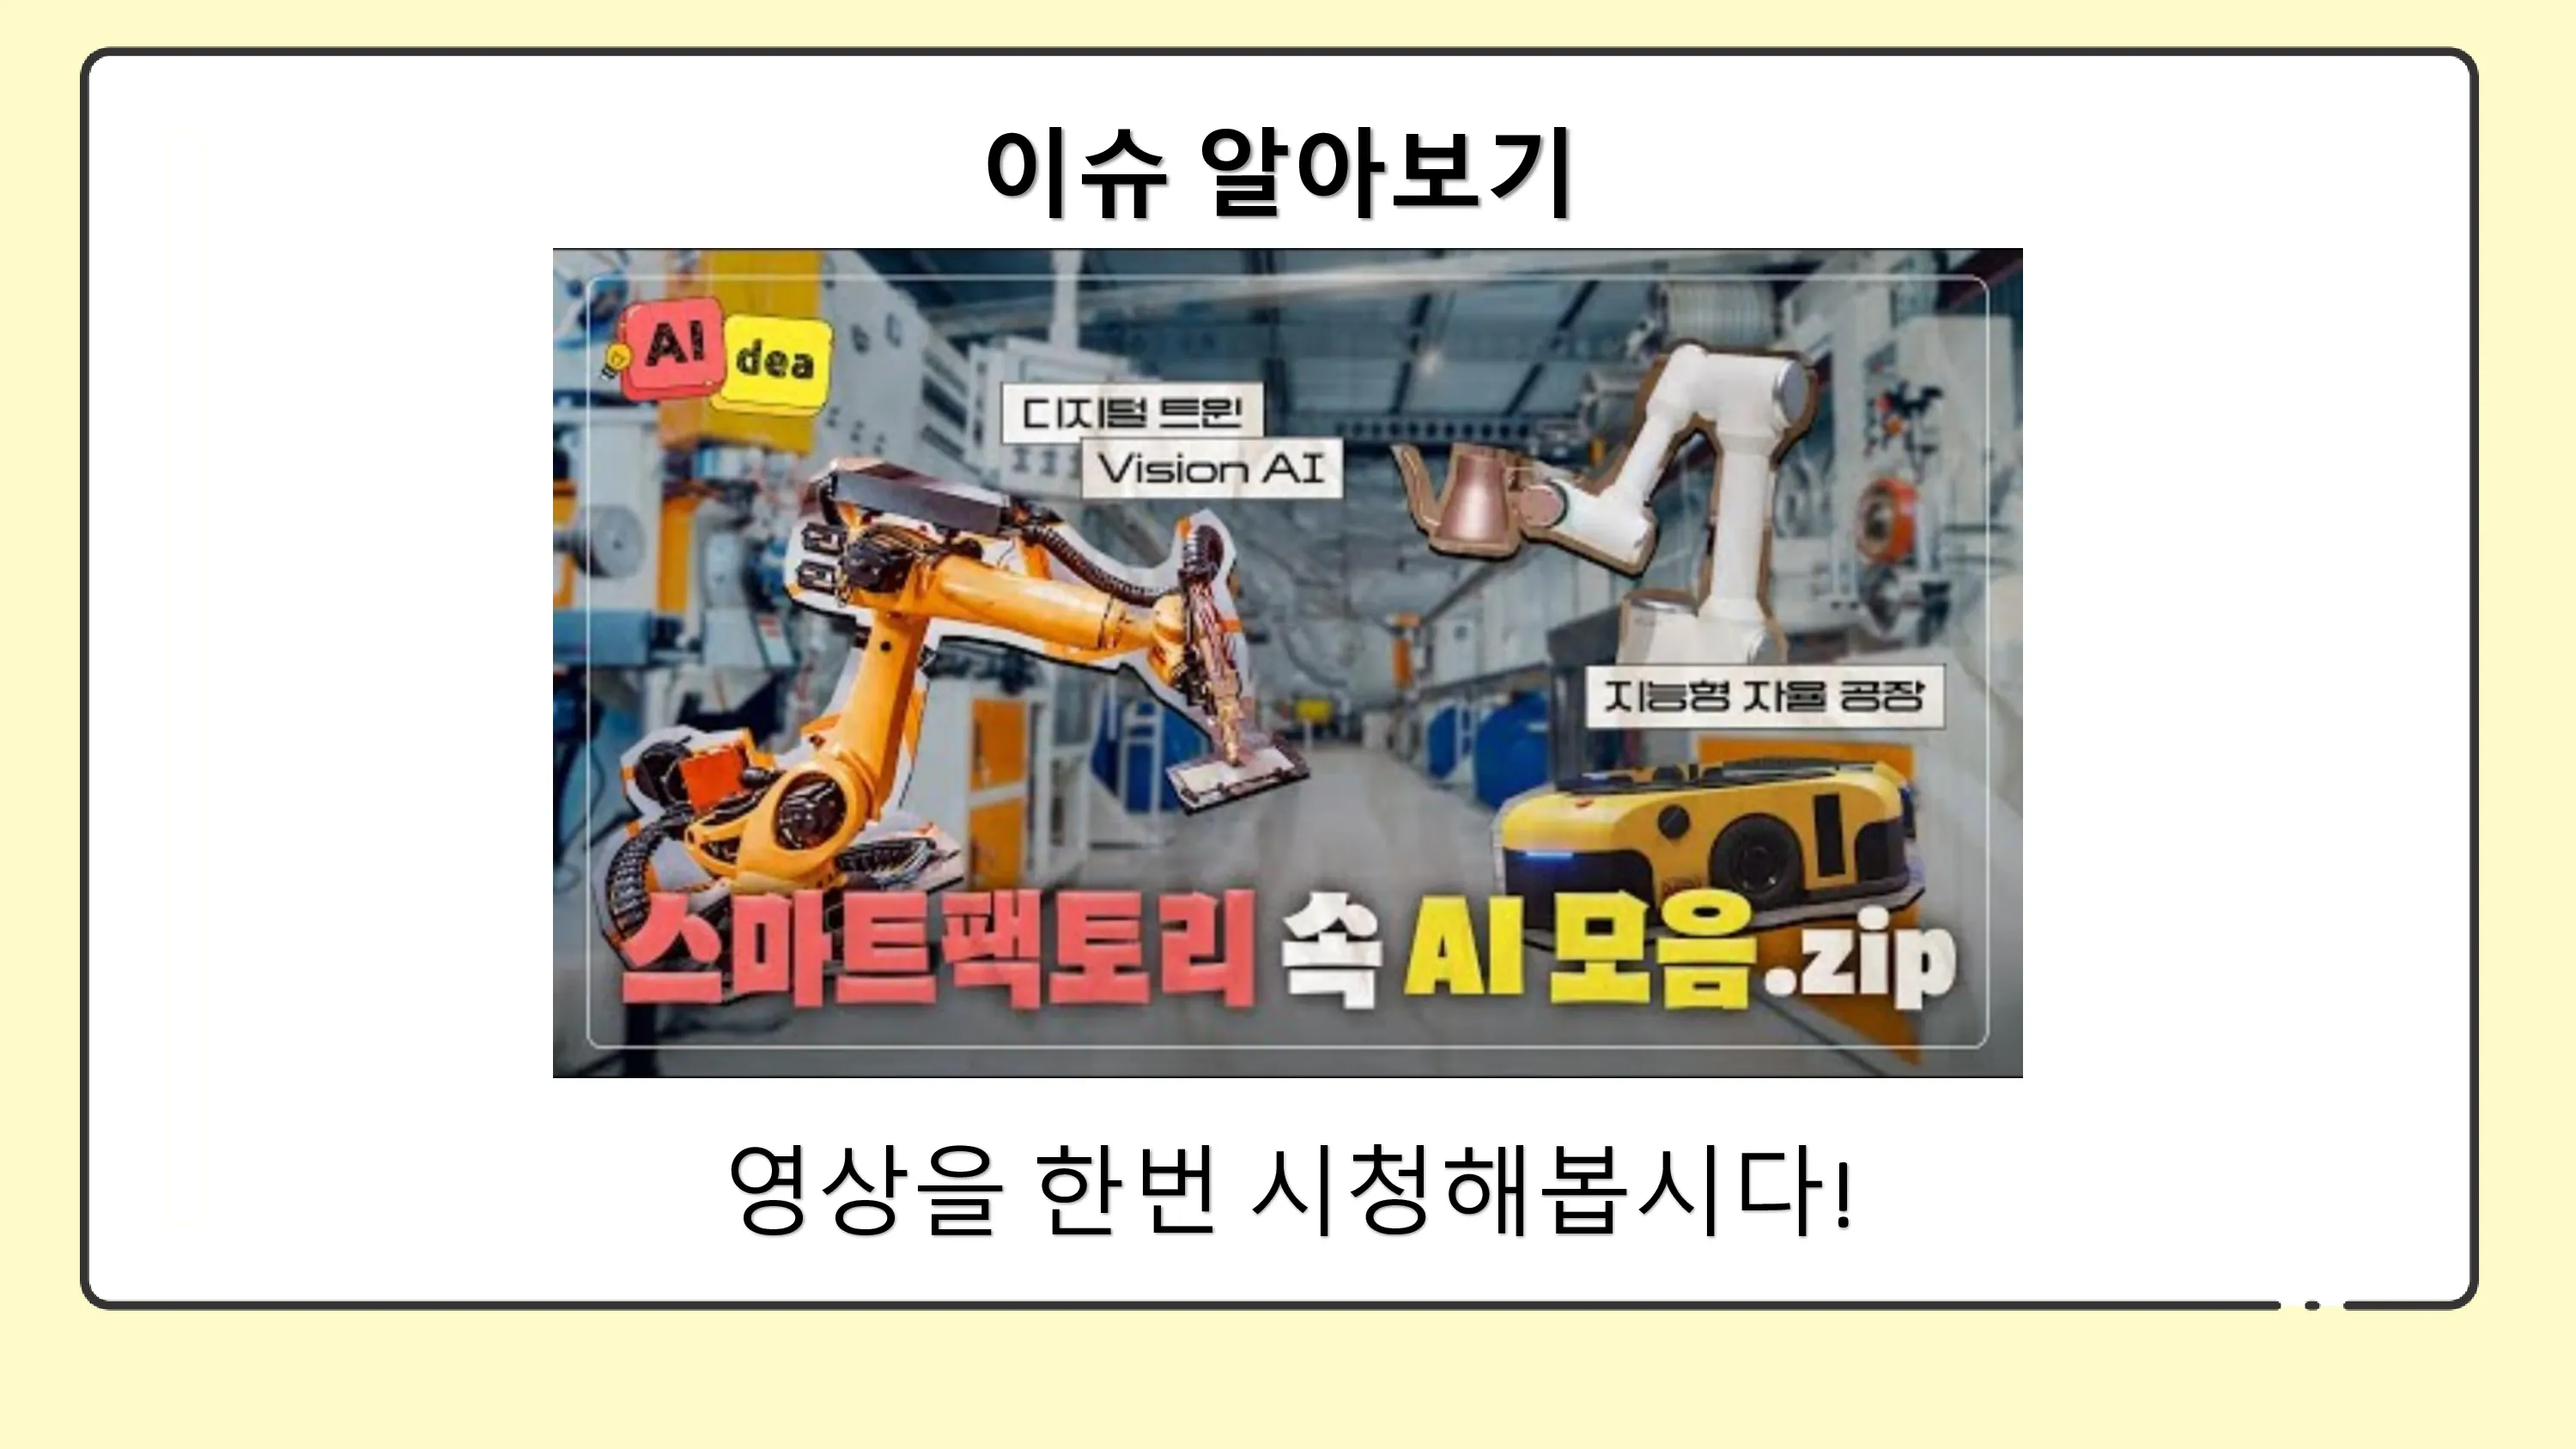 이슈 알아보기
AI dea
디지털 트윈
Vision AI
지능형 자율 공장
스마트팩토리 속 AI 모음.zip
영상을 한번 시청해봅시다!